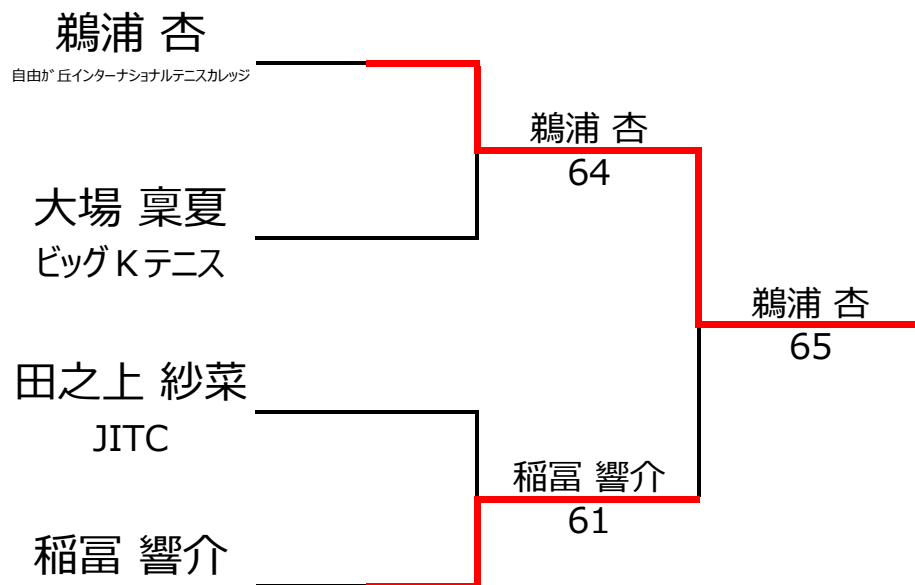 鵜浦 杏
自由が丘インターナショナルテニスカレッジ
鵜浦 杏
64
大場 稟夏
ビッグKテニス
鵜浦 杏
65
田之上 紗菜
JITC
稲冨 響介
61
稲冨 響介